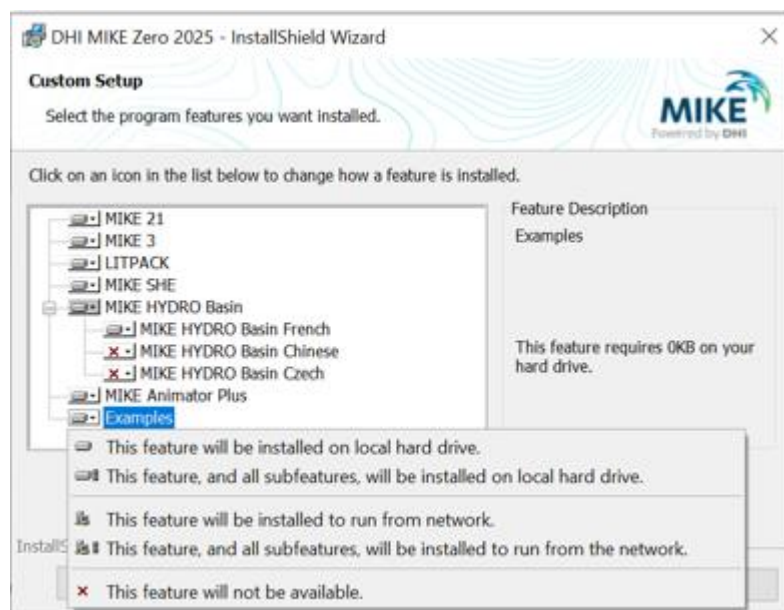 DHI MIKE Zero 2025 - InstallShield Wizard
Custom Setup
Select the program features you want installed.
MIKE
Powered by DHI
Click on an icon in the list below to change how a feature is installed.
MIKE 21
MIKE 3
LITPACK
MIKE SHE
MIKE HYDRO Basin
MIKE HYDRO Basin French
MIKE HYDRO Basin Chinese
MIKE HYDRO Basin Czech
MIKE Animator Plus
Examples
Feature Description
Examples
This feature requires 0KB on your
hard drive.
This feature will be installed on local hard drive.
This feature, and all subfeatures, will be installed on local hard drive.
This feature will be installed to run from network.
InstallS
This feature, and all subfeatures, will be installed to run from the network.
This feature will not be available.